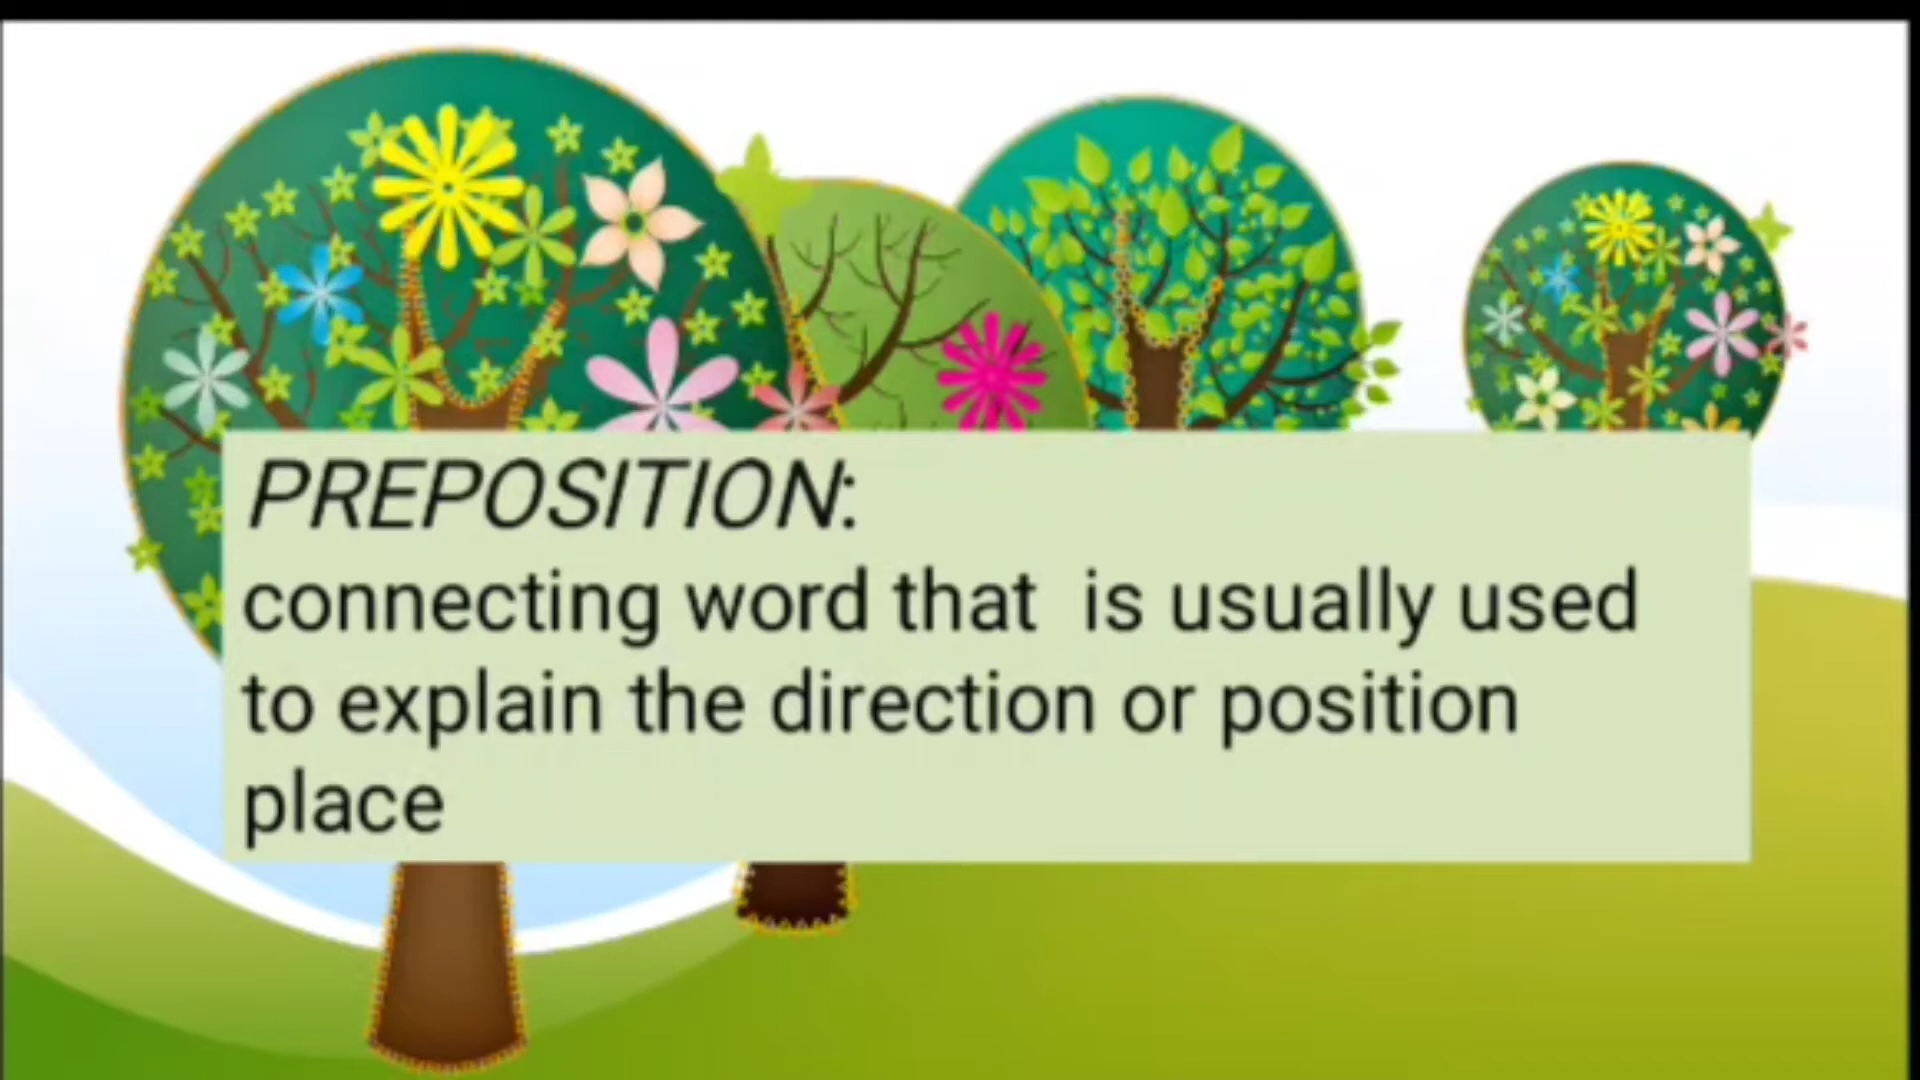 PREPOSITION:
connecting word that  is usually used
to explain the direction or position
place